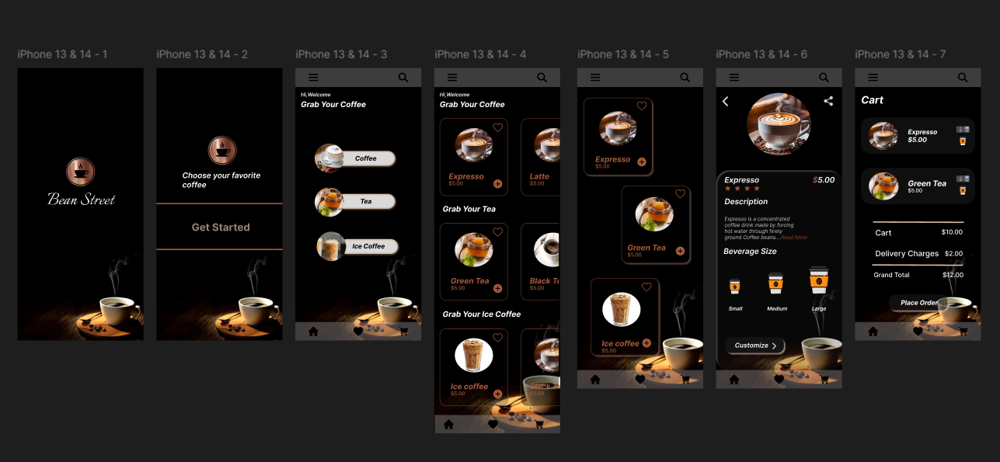 iPhone 13 & 14 - 1
Bean Street
iPhone 13 & 14 - 2
Choose your favorite
coffee
Get Started
iPhone 13 & 14 - 3
Hi,Welcome
Grab Your Coffee
Coffee
Tea
Ice Coffee
iPhone 13 & 14 - 4
Hi,Welcome
Grab Your Coffee
Expresso
$5.00
Latte
$5.00
Grab Your Tea
Green Tea
$5.00
Black Te
$5.00
Grab Your Ice Coffee
Ice coffee
$5.00
Black
$5.00
iPhone 13 & 14 - 5
Expresso
$5.00
Green Tea
$5.00
Ice coffee
$5.00
iPhone 13 & 14 - 6
Expresso
$5.00
Description
Espresso is a concentrated
coffee drink made by forcing
hot water through finely
ground Coffee beans....Read More
Beverage Size
Small
Medium
Large
Customize
iPhone 13 & 14 - 7
Cart
Expresso
$5.00
Green Tea
$5.00
Cart $10.00
Delivery Charges $2.00
Grand Total $12.00
Place Order